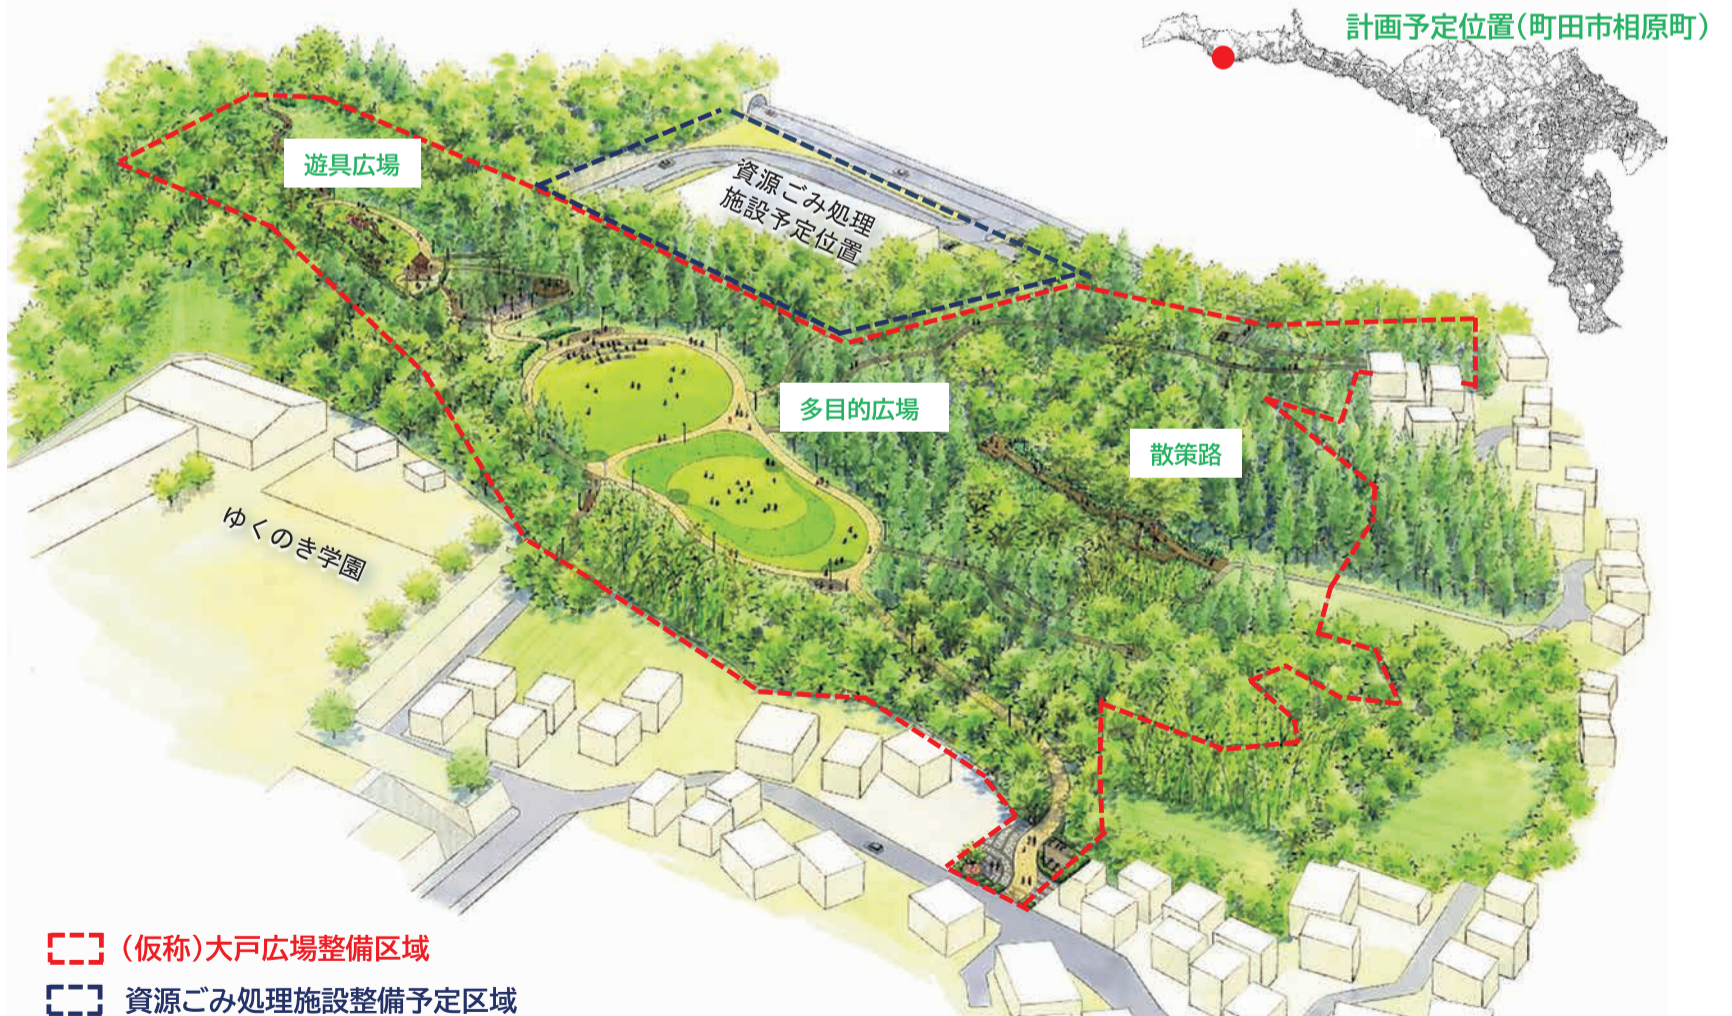 計画予定位置(町田市相原町)
遊具広場
資源ごみ処理
施設予定位置
多目的広場
散策路
ゆくのき学園
(仮称)大戸広場整備区域
資源ごみ処理施設整備予定区域